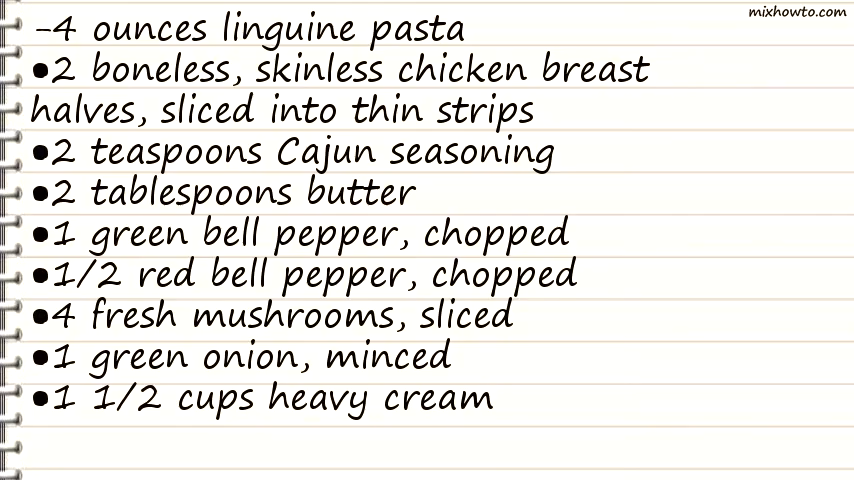 mixhowto.com
-4 ounces linguine pasta
•2 boneless, skinless chicken breast
halves, sliced into thin strips
•2 teaspoons Cajun seasoning
•2 tablespoons butter
•1 green bell pepper, chopped
•1/2 red bell pepper, chopped
•4 fresh mushrooms, sliced
•1 green onion, minced
•1 1/2 cups heavy cream